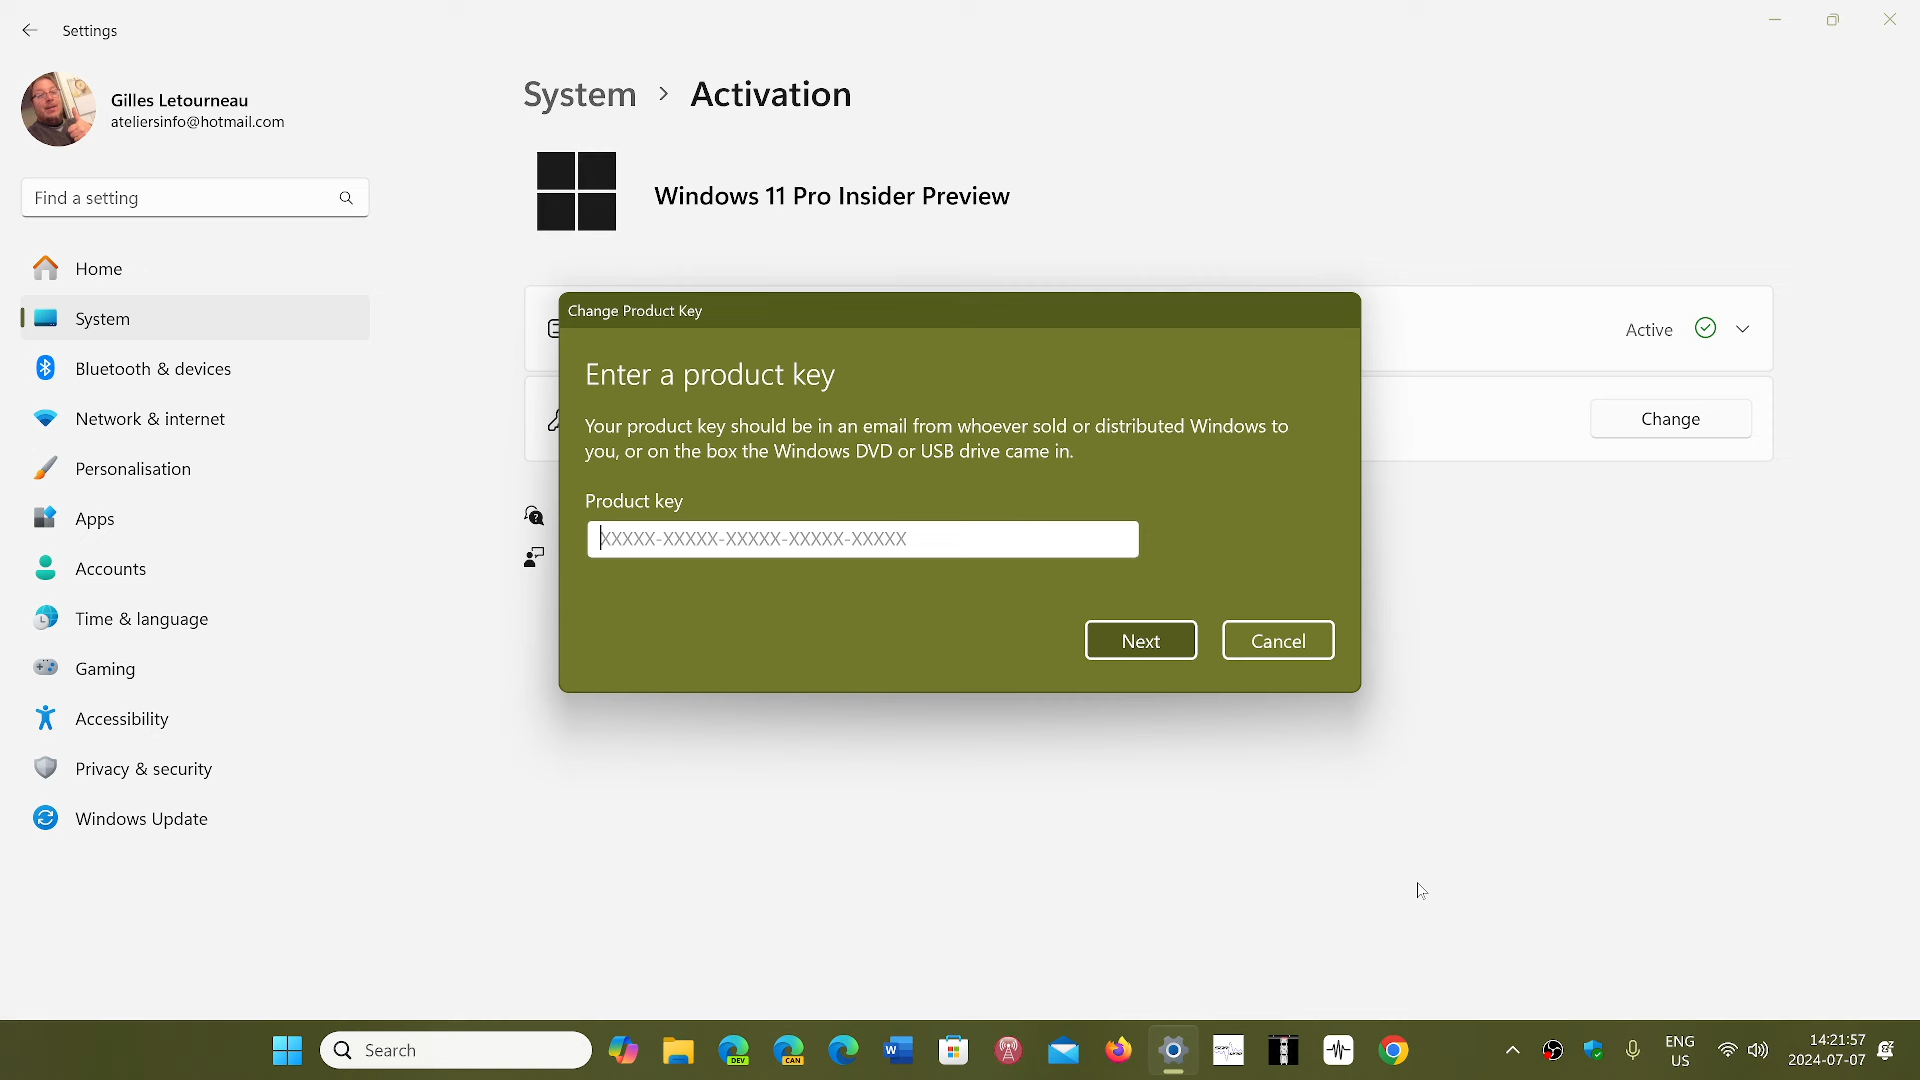 Settings
Gilles Letourneau
ateliersinfo@hotmail.com
Find a setting
Home
System
Bluetooth & devices
Network & internet
Personalisation
Apps
Accounts
Time & language
Gaming
Accessibility
Privacy & security
Windows Update
System > Activation
Windows 11 Pro Insider Preview
Active
Change
Change Product Key
Enter a product key
Your product key should be in an email from whoever sold or distributed Windows to
you, or on the box the Windows DVD or USB drive came in.
Product key
XXXXX-XXXXX-XXXXX-XXXXX-XXXXX
Next
Cancel
Search
DEV
CAN
W
ENG
US
14:21:57
2024-07-07